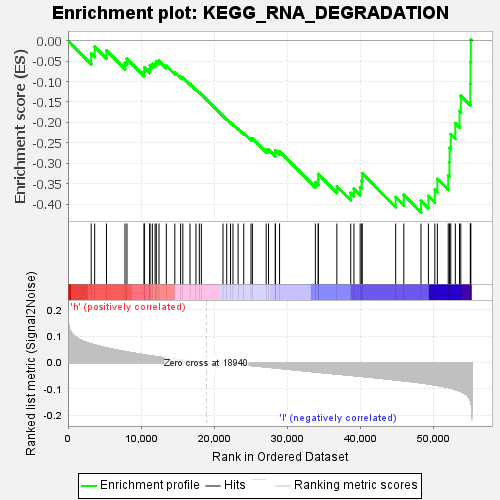 Enrichment plot: KEGG_RNA_DEGRADATION
Enrichment score (ES)
0.00
-0.05
-0.10
-0.15
-0.20
-0.25
-0.30
-0.35
-0.40
'h' (positively correlated)
Ranked list metric (Signal2Noise)
0.2
0.1
0.0
-0.1
-0.2
Zero cross at 18940
'l' (negatively correlated)
0
10,000
20,000
30,000
40,000
50,000
Rank in Ordered Dataset
Enrichment profile
Hits
Ranking metric scores